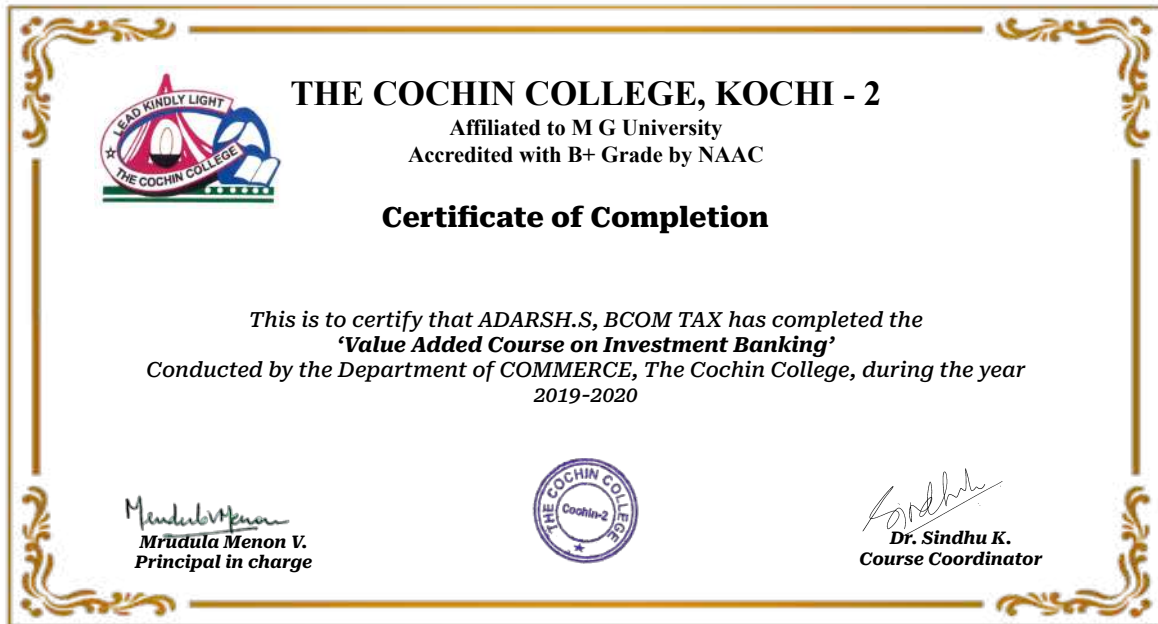 LEAD KINDLY LIGHT
THE COCHIN COLLEGE
THE COCHIN COLLEGE, KOCHI - 2
Affiliated to M G University
Accredited with B+ Grade by NAAC
Certificate of Completion
This is to certify that ADARSH.S, BCOM TAX has completed the
‘Value Added Course on Investment Banking’
Conducted by the Department of COMMERCE, The Cochin College, during the year
2019-2020
THE COCHIN COLLEGE
Cochin-2
Sindhu
Mrudula Menon V.
Principal in charge
Dr. Sindhu K.
Course Coordinator